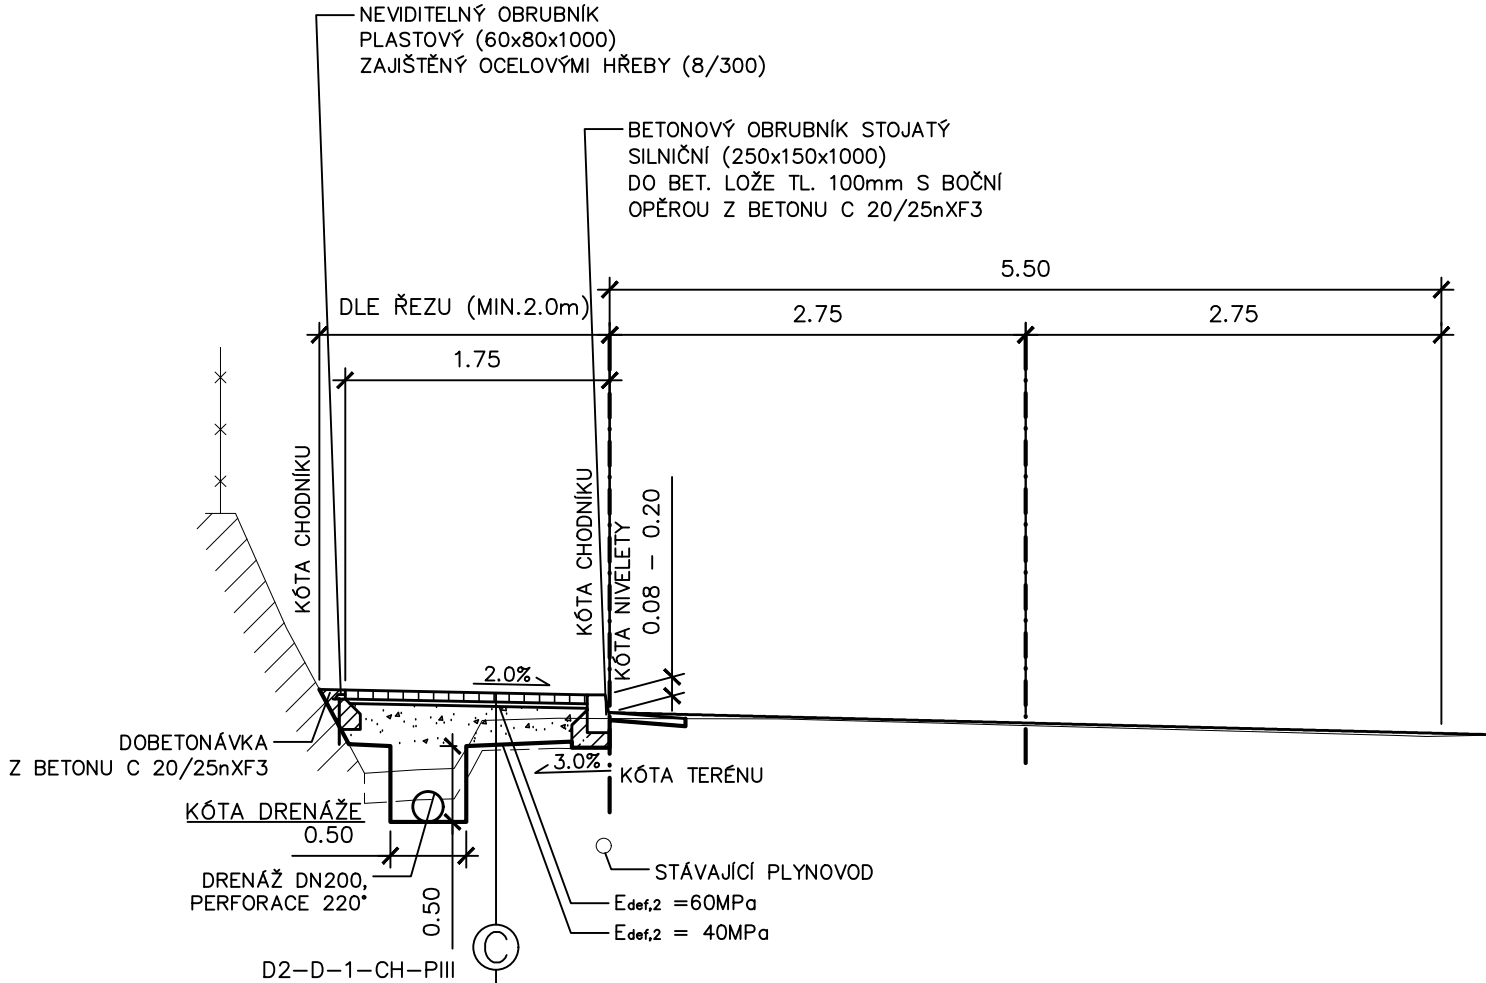 NEVIDITELNÝ OBRUBNÍK
PLASTOVÝ (60x80x1000)
ZAJIŠTĚNÝ OCELOVÝMI HŘEBY (8/300)
BETONOVÝ OBRUBNÍK STOJATÝ
SILNIČNÍ (250x150x1000)
DO BET. LOŽE TL. 100mm S BOČNÍ
OPĚROU Z BETONU C 20/25nXF3
5.50
DLE ŘEZU (MIN.2.0m)
2.75
2.75
1.75
KÓTA CHODNÍKU
KÓTA CHODNÍKU
KÓTA NIVELETY
0.08 – 0.20
2.0%
DOBETONÁVKA
Z BETONU C 20/25nXF3
3.0%
KÓTA TERÉNU
KÓTA DRENÁŽE
0.50
DRENÁŽ DN200,
PERFORACE 220°
0.50
STÁVAJÍCÍ PLYNOVOD
Edef,2 =60MPa
Edef,2 = 40MPa
C
D2–D–1–CH–PIII